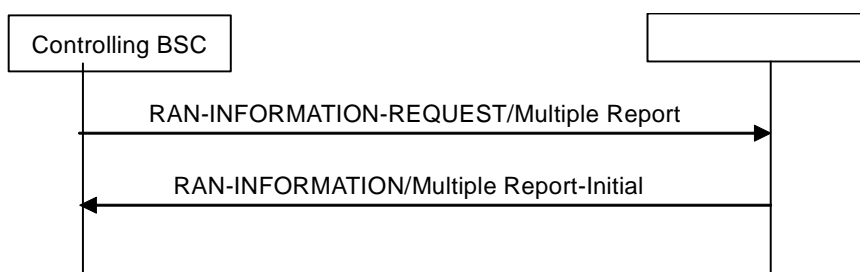 Controlling BSC
RAN-INFORMATION-REQUEST/Multiple Report
RAN-INFORMATION/Multiple Report-Initial